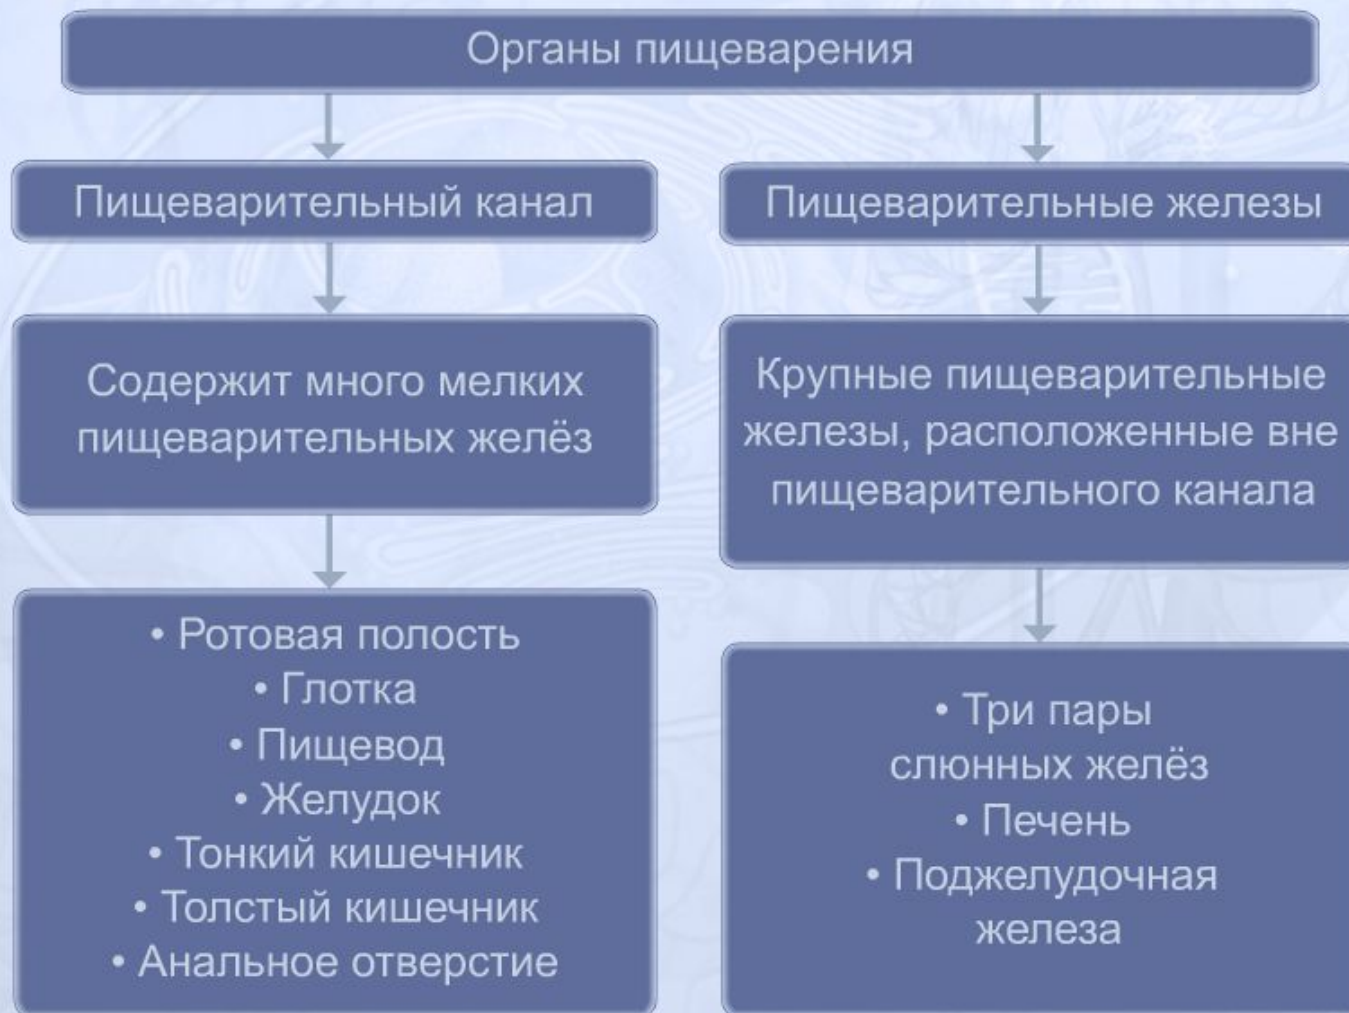 Органы пищеварения
Пищеварительный канал
Содержит много мелких
пищеварительных желёз
• Ротовая полость
• Глотка
• Пищевод
• Желудок
• Тонкий кишечник
• Толстый кишечник
• Анальное отверстие
Пищеварительные железы
Крупные пищеварительные
железы, расположенные вне
пищеварительного канала
• Три пары
слюнных желёз
• Печень
• Поджелудочная
железа